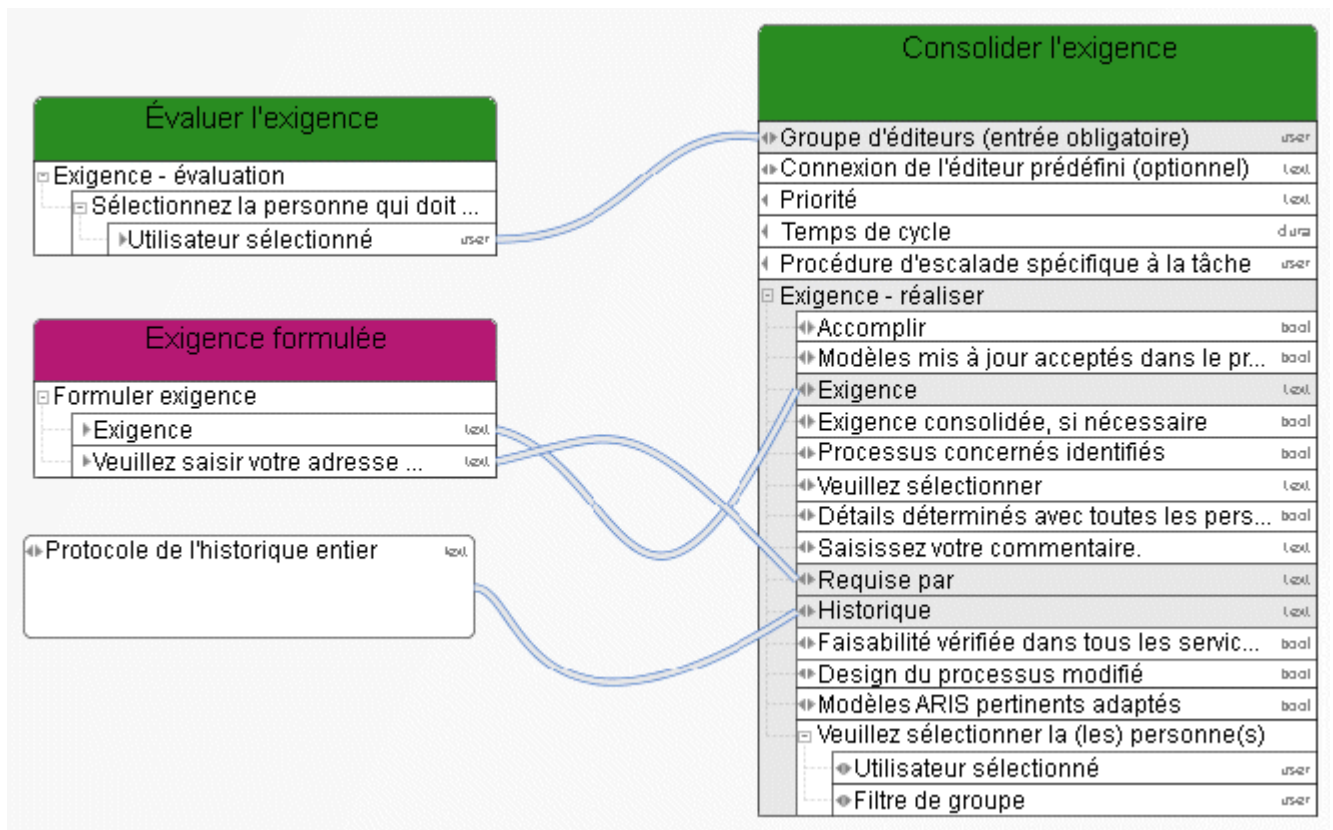 Évaluer l'exigence
Exigence - évaluation
Sélectionnez la personne qui doit ...
Utilisateur sélectionné user
Exigence formulée
Formuler exigence
Exigence text
Veuillez saisir votre adresse ... text
Protocole de l'historique entier text
Consolider l'exigence
Groupe d'éditeurs (entrée obligatoire) user
Connexion de l'éditeur prédéfini (optionnel) text
Priorité text
Temps de cycle dura
Procédure d'escalade spécifique à la tâche user
Exigence - réaliser
Accomplir bool
Modèles mis à jour acceptés dans le pr... bool
Exigence text
Exigence consolidée, si nécessaire bool
Processus concernés identifiés bool
Veuillez sélectionner text
Détails déterminés avec toutes les pers... bool
Saisissez votre commentaire. text
Requise par text
Historique text
Faisabilité vérifiée dans tous les servic... bool
Design du processus modifié bool
Modèles ARIS pertinents adaptés bool
Veuillez sélectionner la (les) personne(s)
Utilisateur sélectionné user
Filtre de groupe user